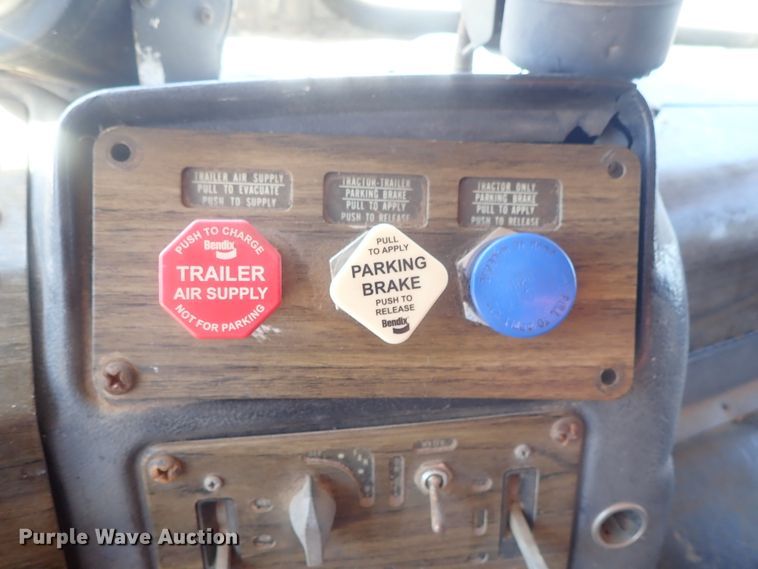 TRAILER AIR SUPPLY
PULL TO EVACUATE
PUSH TO SUPPLY
TRACTOR-TRAILER
PARKING BRAKE
PULL TO APPLY
PUSH TO RELEASE
TRACTOR ONLY
PARKING BRAKE
PULL TO APPLY
PUSH TO RELEASE
PUSH TO CHARGE
Bendix
TRAILER
AIR SUPPLY
NOT FOR PARKING
PULL
TO APPLY
PARKING
BRAKE
PUSH TO
RELEASE
Bendix
Purple Wave Auction